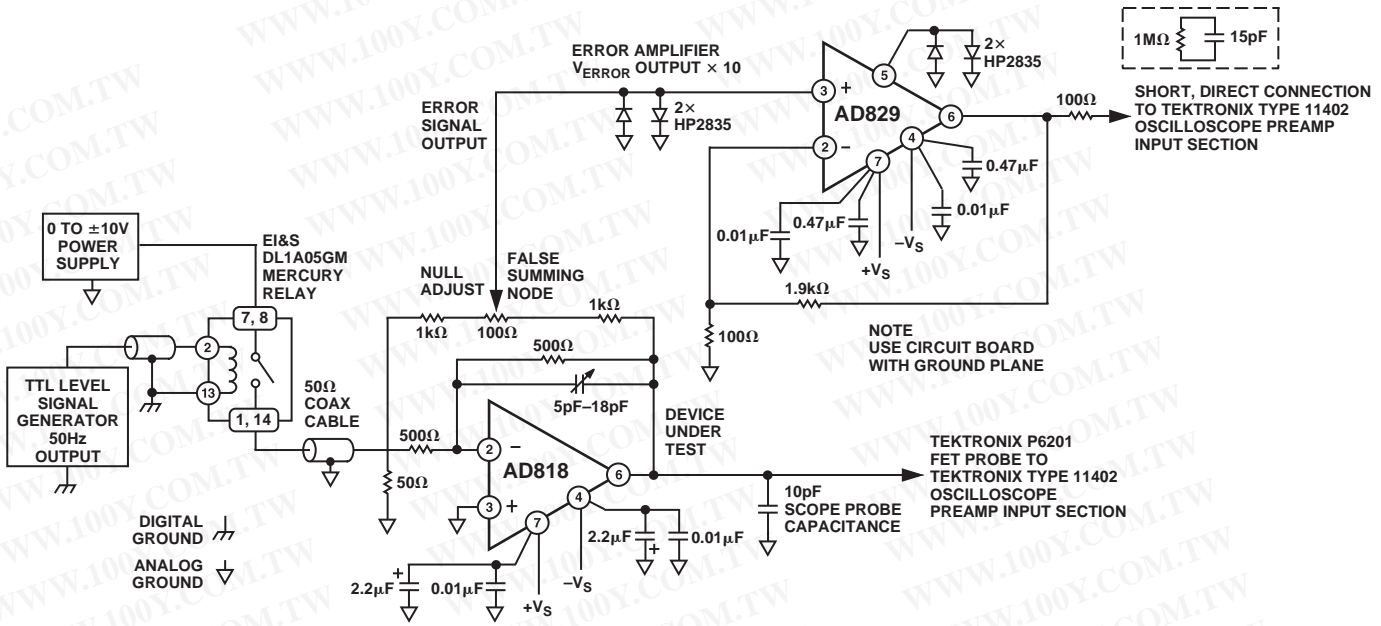 ERROR AMPLIFIER
VERROR OUTPUT × 10
ERROR
SIGNAL
OUTPUT
2×
HP2835
3
+
AD829
2
–
5
6
4
7
2×
HP2835
1MΩ
15pF
100Ω
SHORT, DIRECT CONNECTION
TO TEKTRONIX TYPE 11402
OSCILLOSCOPE PREAMP
INPUT SECTION
0.47µF
0.01µF
0.47µF
0.01µF
–VS
+VS
1.9kΩ
100Ω
NOTE
USE CIRCUIT BOARD
WITH GROUND PLANE
0 TO ±10V
POWER
SUPPLY
EI&S
DL1A05GM
MERCURY
RELAY
7, 8
2
13
1, 14
TTL LEVEL
SIGNAL
GENERATOR
50Hz
OUTPUT
50Ω
COAX
CABLE
NULL
ADJUST
FALSE
SUMMING
NODE
1kΩ
100Ω
1kΩ
500Ω
5pF–18pF
500Ω
50Ω
2
–
AD818
3
+
6
4
7
DEVICE
UNDER
TEST
10pF
SCOPE PROBE
CAPACITANCE
TEKTRONIX P6201
FET PROBE TO
TEKTRONIX TYPE 11402
OSCILLOSCOPE
PREAMP INPUT SECTION
2.2µF
+
0.01µF
+
2.2µF
0.01µF
–VS
+VS
DIGITAL
GROUND
ANALOG
GROUND
WWW.100Y.COM.TW